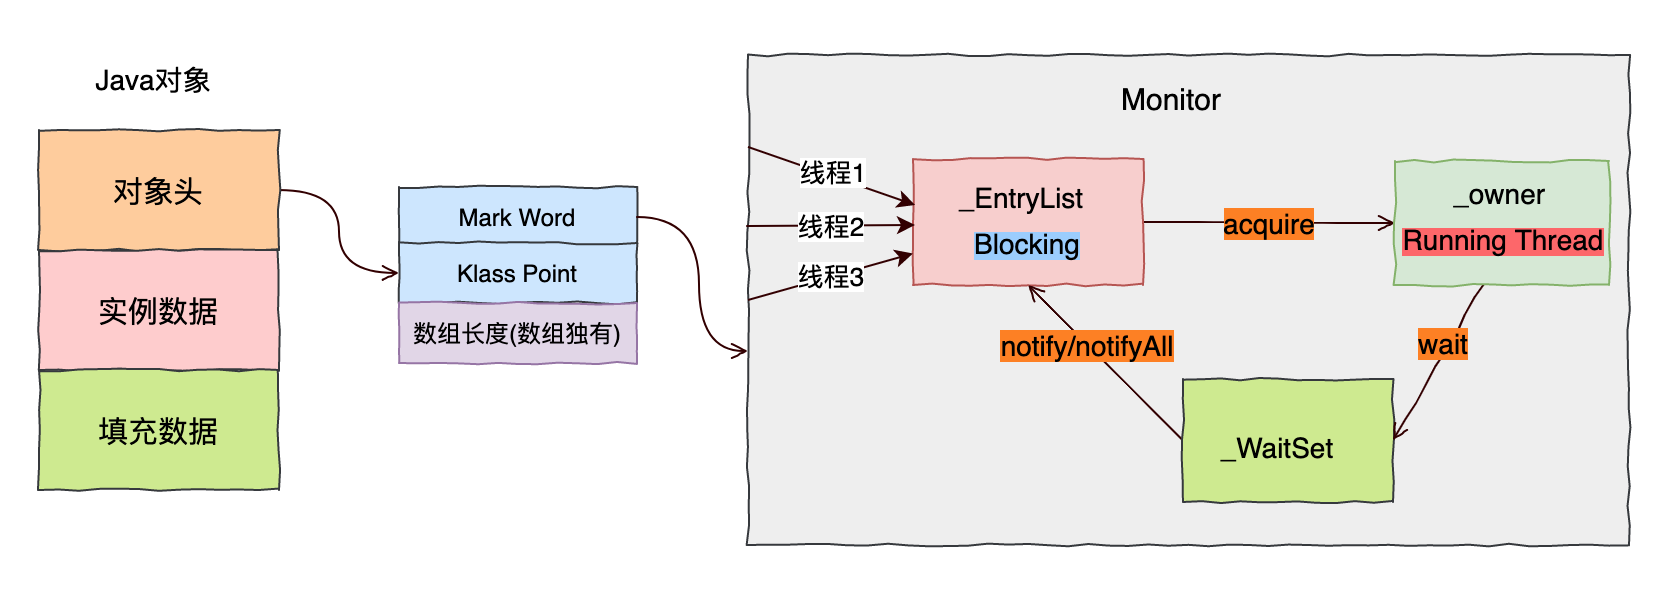 Java对象
对象头
实例数据
填充数据
Mark Word
Klass Point
数组长度(数组独有)
Monitor
线程1
线程2
线程3
_EntryList
Blocking
acquire
_owner
Running Thread
notify/notifyAll
wait
_WaitSet